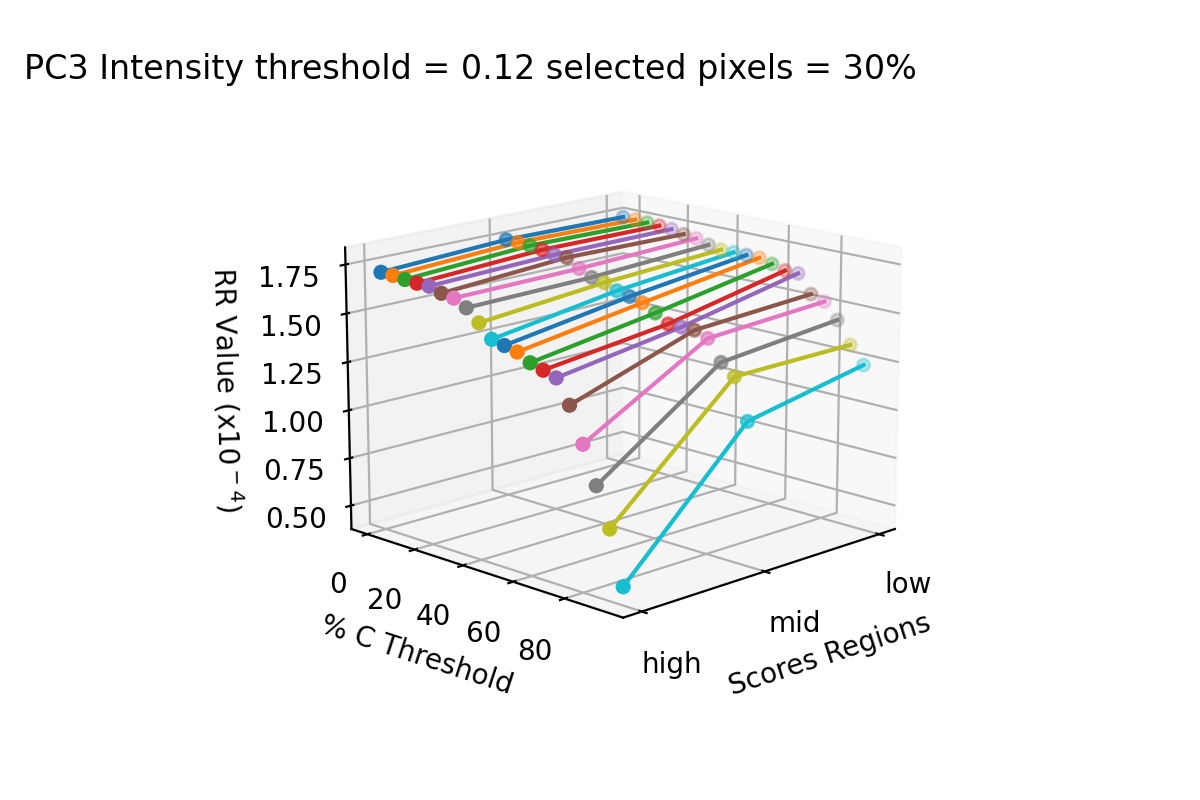 PC3 Intensity threshold = 0.12 selected pixels = 30%
RR Value (x10⁻⁴)
1.75
1.50
1.25
1.00
0.75
0.50
0
20
40
60
80
% C Threshold
high
mid
low
Scores Regions